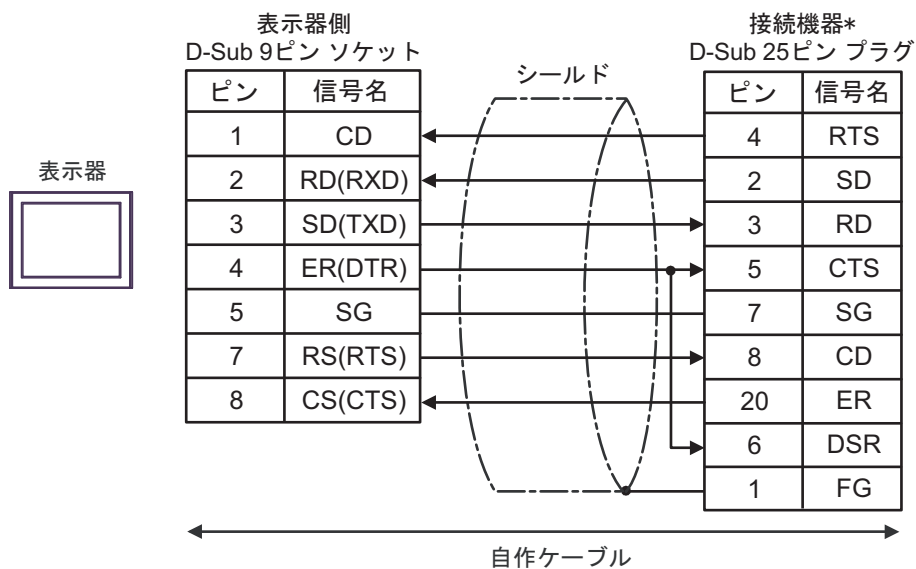 表示器側
D-Sub 9ピン ソケット
接続機器*
D-Sub 25ピン プラグ
シールド
表示器
ピン 信号名
1 CD
2 RD(RXD)
3 SD(TXD)
4 ER(DTR)
5 SG
7 RS(RTS)
8 CS(CTS)
ピン 信号名
4 RTS
2 SD
3 RD
5 CTS
7 SG
8 CD
20 ER
6 DSR
1 FG
自作ケーブル